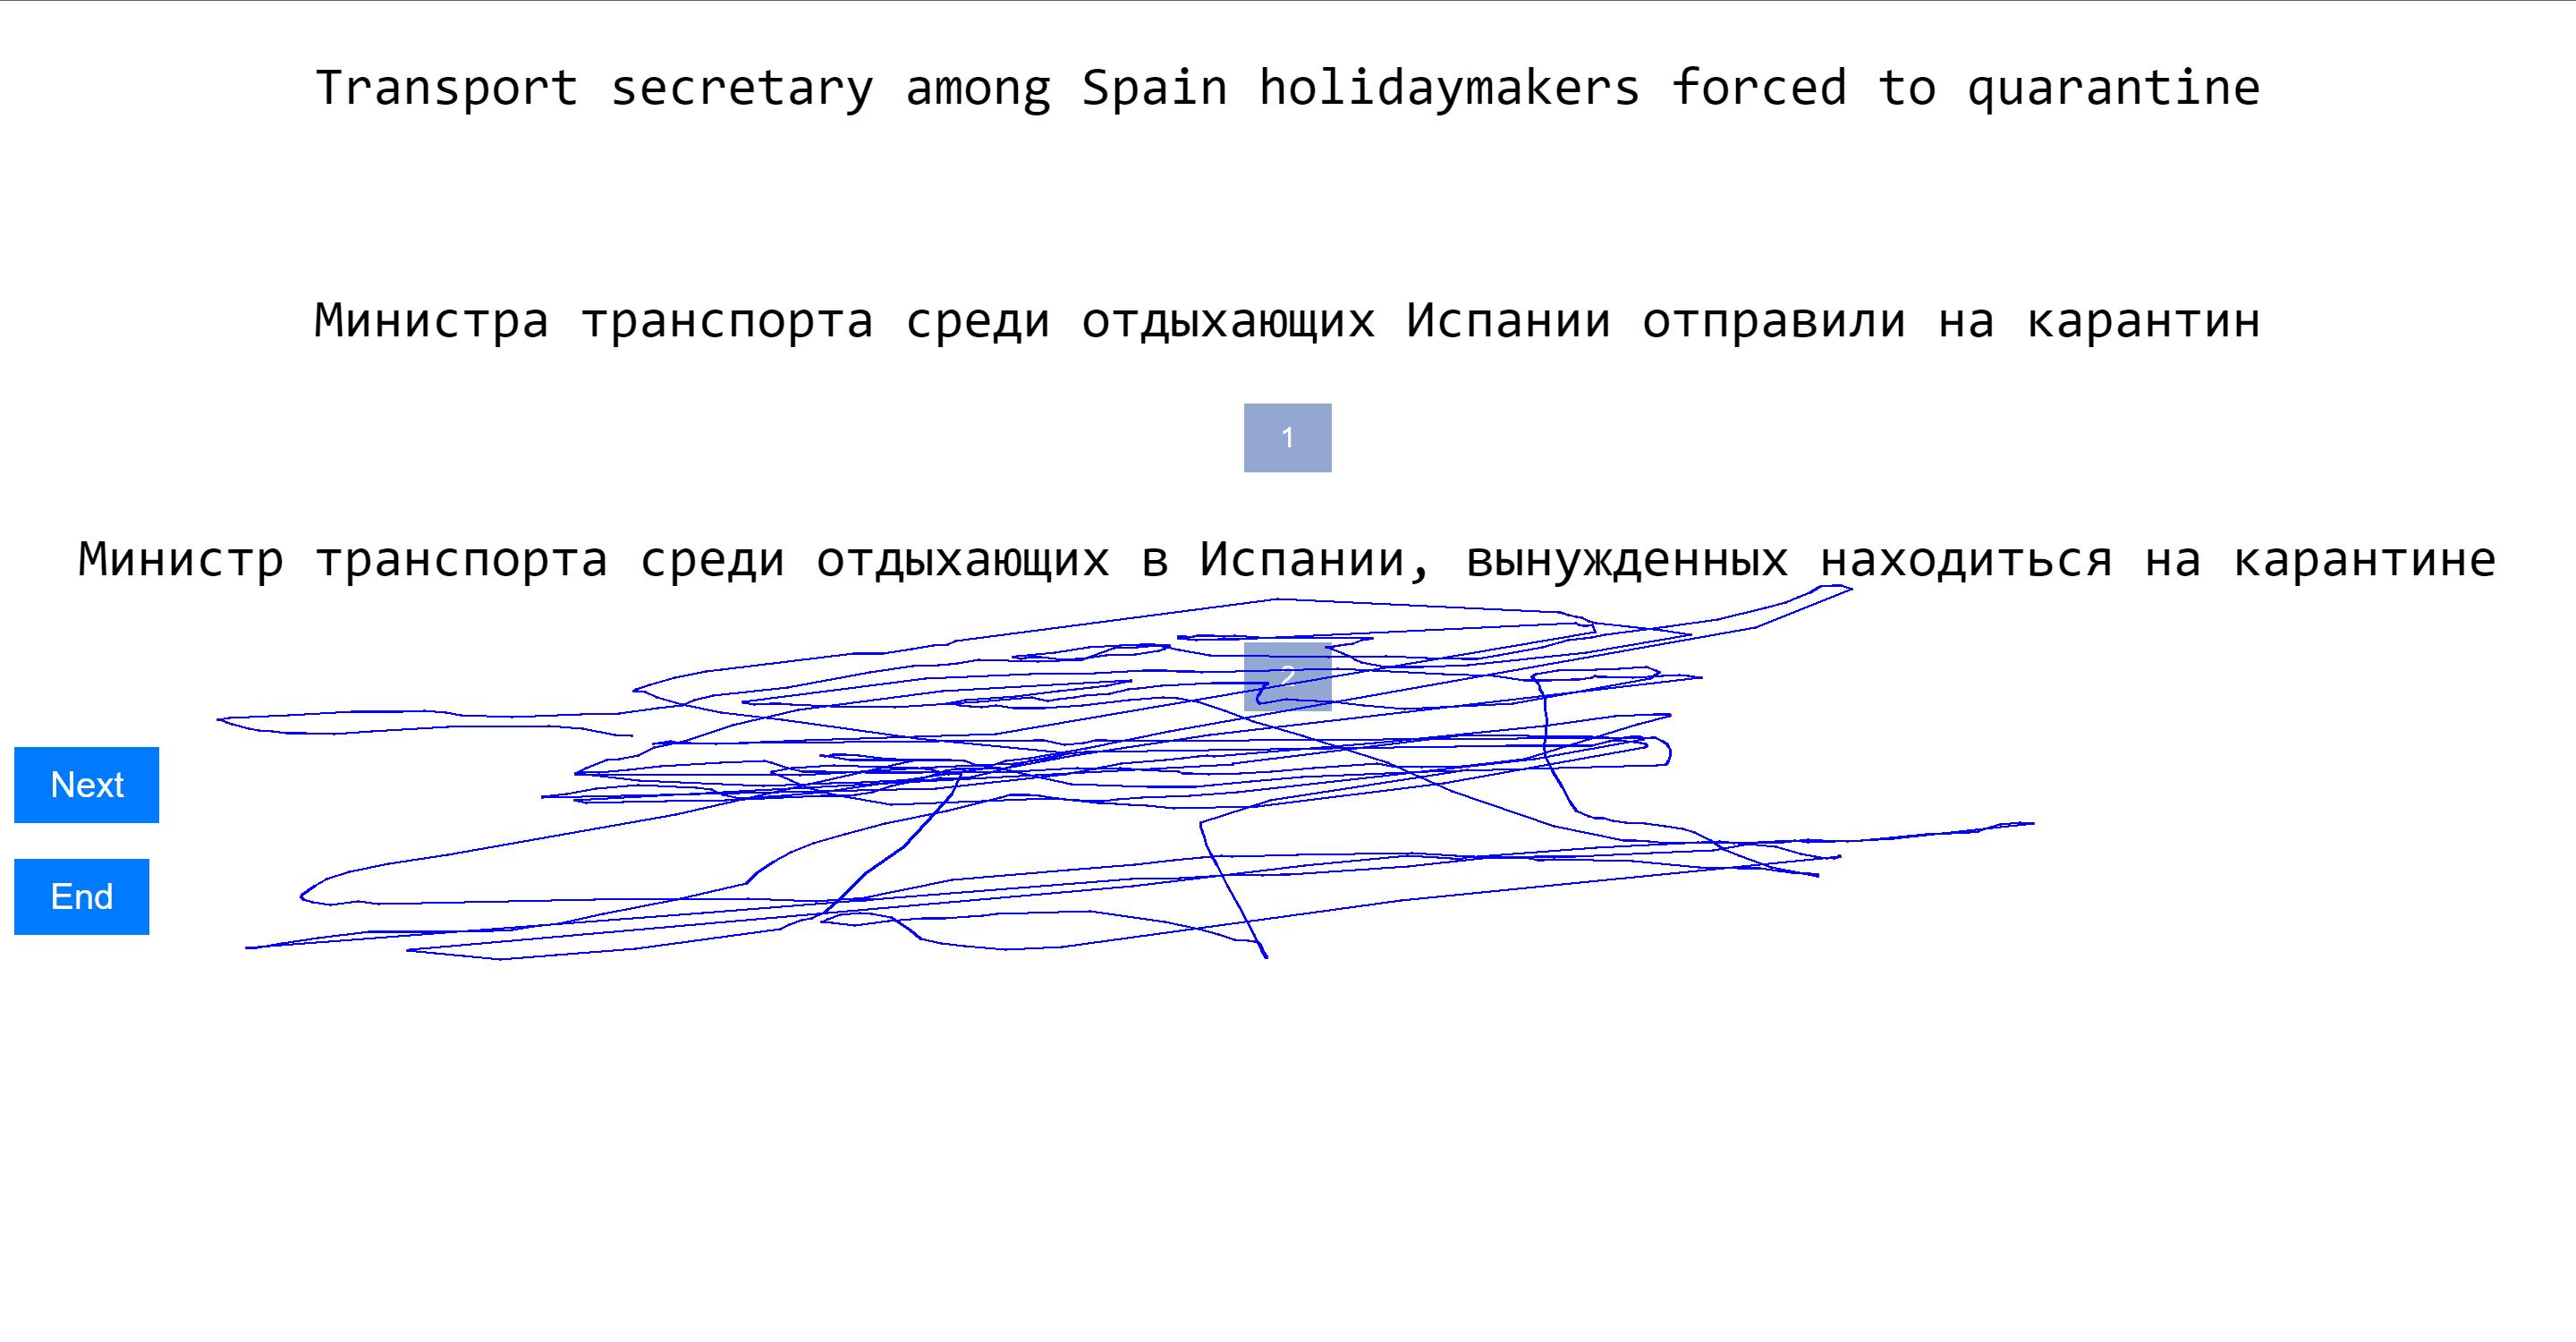 Transport secretary among Spain holidaymakers forced to quarantine
Министра транспорта среди отдыхающих Испании отправили на карантин
1
Министр транспорта среди отдыхающих в Испании, вынужденных находиться на карантине
2
Next
End